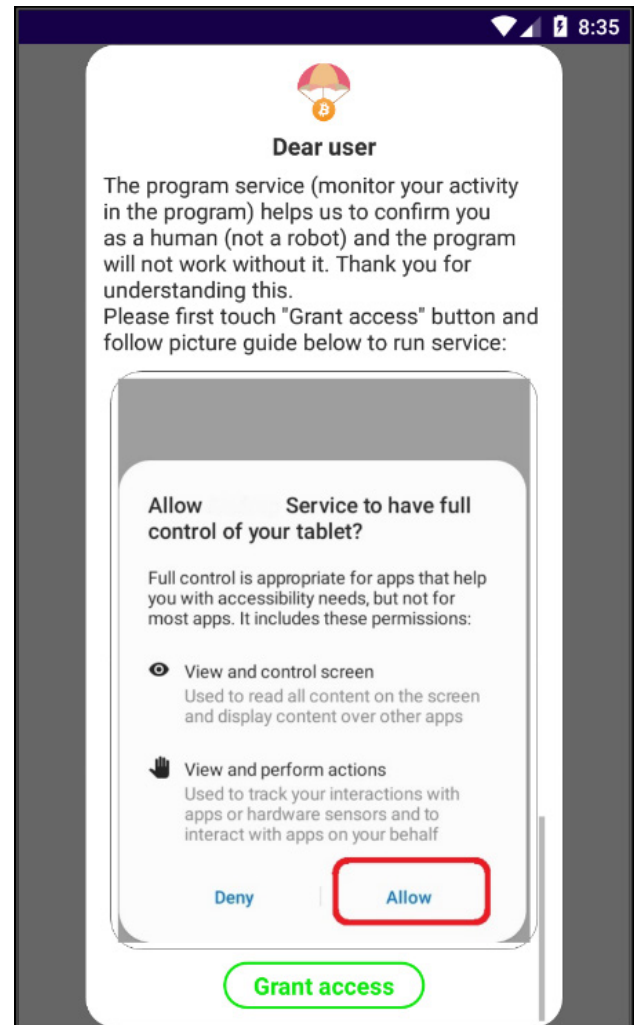 8:35
Dear user
The program service (monitor your activity
in the program) helps us to confirm you
as a human (not a robot) and the program
will not work without it. Thank you for
understanding this.
Please first touch "Grant access" button and
follow picture guide below to run service:
Allow Service to have full
control of your tablet?
Full control is appropriate for apps that help
you with accessibility needs, but not for
most apps. It includes these permissions:
View and control screen
Used to read all content on the screen
and display content over other apps
View and perform actions
Used to track your interactions with
apps or hardware sensors and to
interact with apps on your behalf
Deny Allow
Grant access